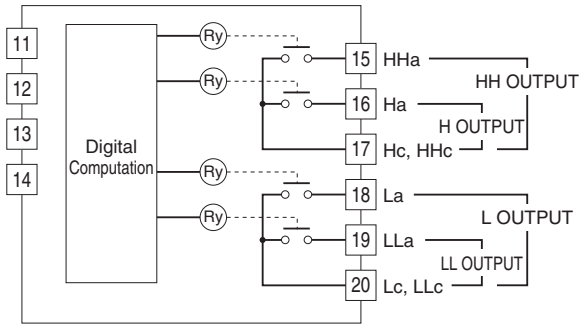 11
12
13
14
Digital
Computation
Ry
Ry
Ry
Ry
15 HHa
16 Ha
17 Hc, HHc
18 La
19 LLa
20 Lc, LLc
HH OUTPUT
H OUTPUT
L OUTPUT
LL OUTPUT